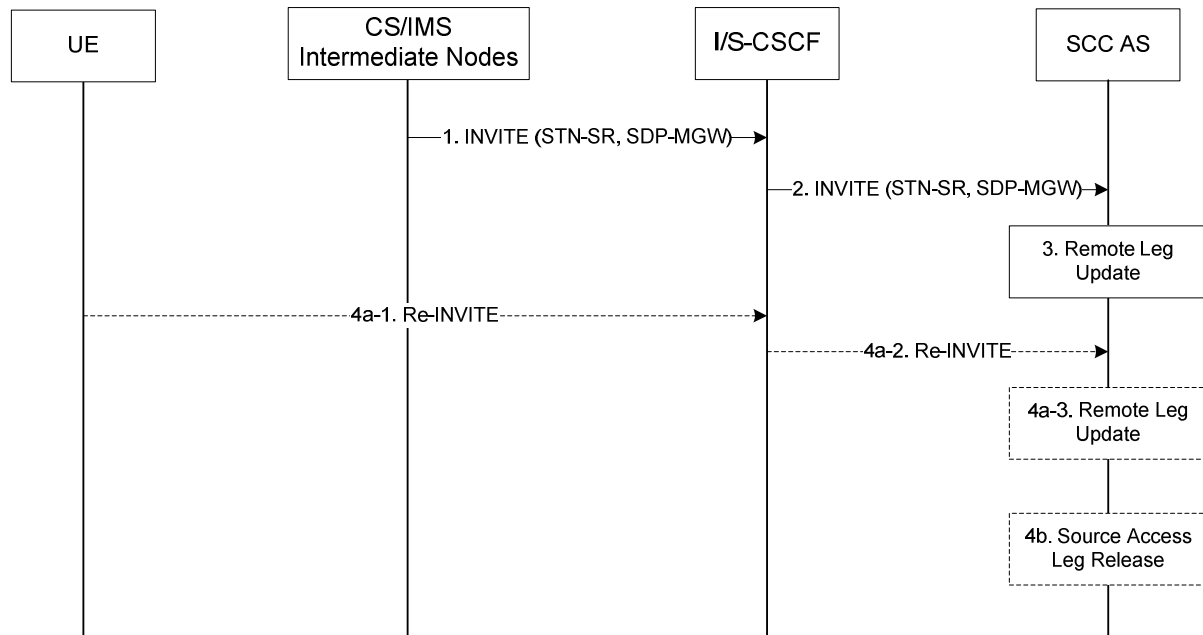 UE
CS/IMS
Intermediate Nodes
I/S-CSCF
SCC AS
1. INVITE (STN-SR, SDP-MGW)
2. INVITE (STN-SR, SDP-MGW)
3. Remote Leg
Update
4a-1. Re-INVITE
4a-2. Re-INVITE
4a-3. Remote Leg
Update
4b. Source Access
Leg Release